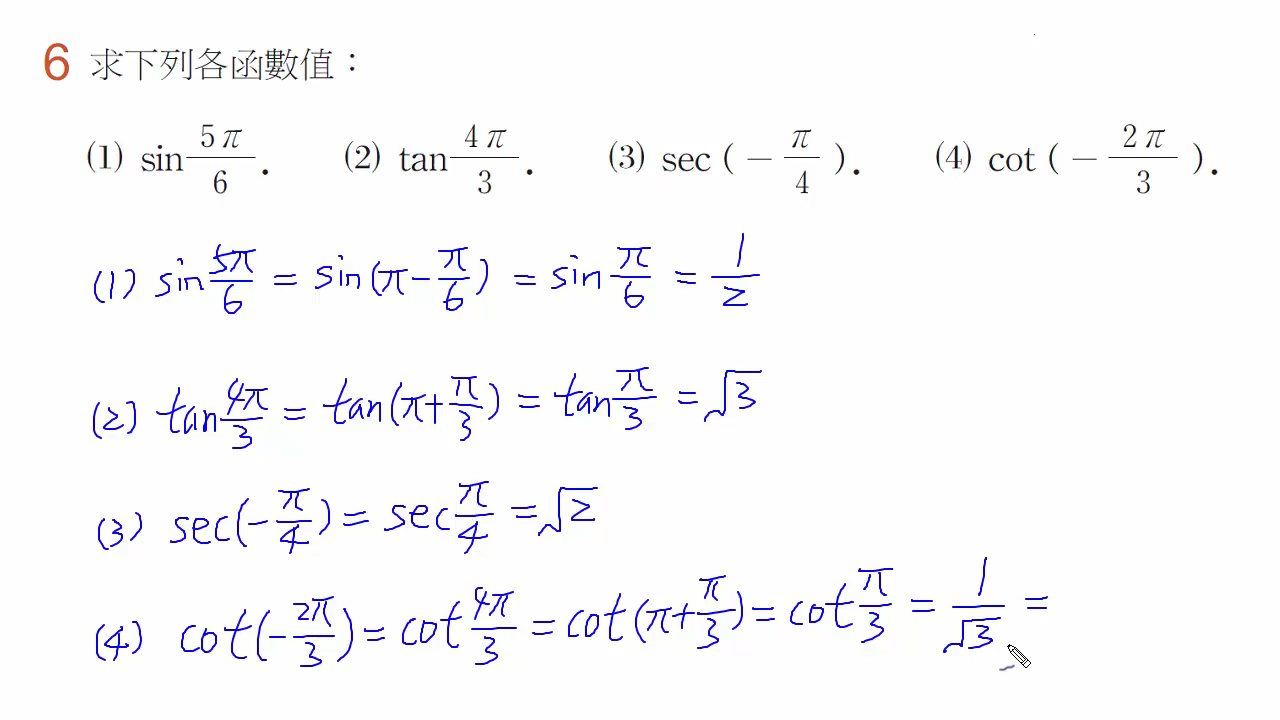 6 求下列各函數值：
(1) sin 5π/6 . (2) tan 4π/3 . (3) sec ( − π/4 ) . (4) cot ( − 2π/3 ) .
(1) sin 5π/6 = sin(π − π/6) = sin π/6 = 1/2
(2) tan 4π/3 = tan(π + π/3) = tan π/3 = √3
(3) sec(− π/4) = sec π/4 = √2
(4) cot(− 2π/3) = cot 4π/3 = cot(π + π/3) = cot π/3 = 1/√3 =